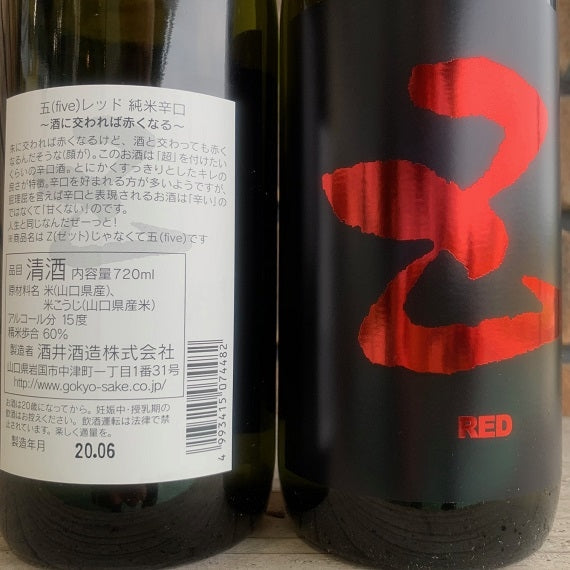 五(five)レッド 純米辛口
～酒に交われば赤くなる～
朱に交われば赤くなるけど、酒と交わっても赤く
なるんだそうな(顔が)。このお酒は「超」を付けたい
くらいの辛口酒。とにかくすっきりとしたキレの
良さが特徴。辛口を好まれる方が多いようですが、
屁理屈を言えば辛口と表現されるお酒は「辛い」の
ではなくて「甘くない」のです。
人生と同じなんだぜーっと!
※商品名はZ(ゼット)じゃなくて五(five)です
品目 清酒 内容量720ml
原材料名 米(山口県産)、
米こうじ(山口県産米)
アルコール分 15度
精米歩合 60%
製造者 酒井酒造株式会社
山口県岩国市中津町一丁目1番31号
http://www.gokyo-sake.co.jp/
お酒は20歳になってから。妊娠中・授乳期の
飲酒はお控えください。飲酒運転は法律で禁
止されています。楽しく適量を。
製造年月 20.06
4 993415 074482
五
RED